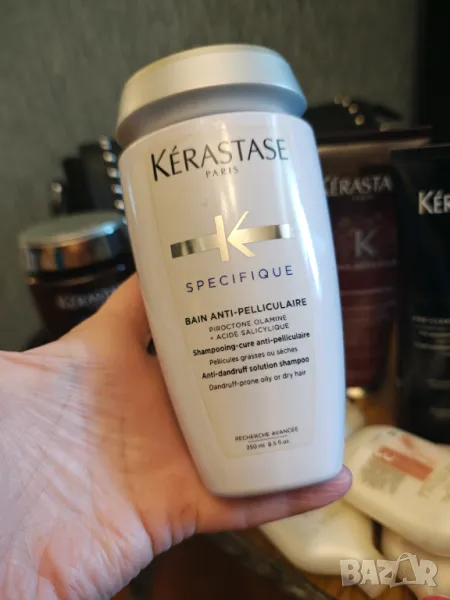 KÉRASTASE
PARIS
K
SPECIFIQUE
BAIN ANTI-PELLICULAIRE
PIROCTONE OLAMINE
+ ACIDE SALICYLIQUE
Shampooing-cure anti-pelliculaire
Pellicules grasses ou sèches
Anti-dandruff solution shampoo
Dandruff-prone oily or dry hair
RECHERCHE AVANCÉE
250 ml 8.5 fl.oz.
KÉRASTA
PARIS
K
KÉR
BAZAR